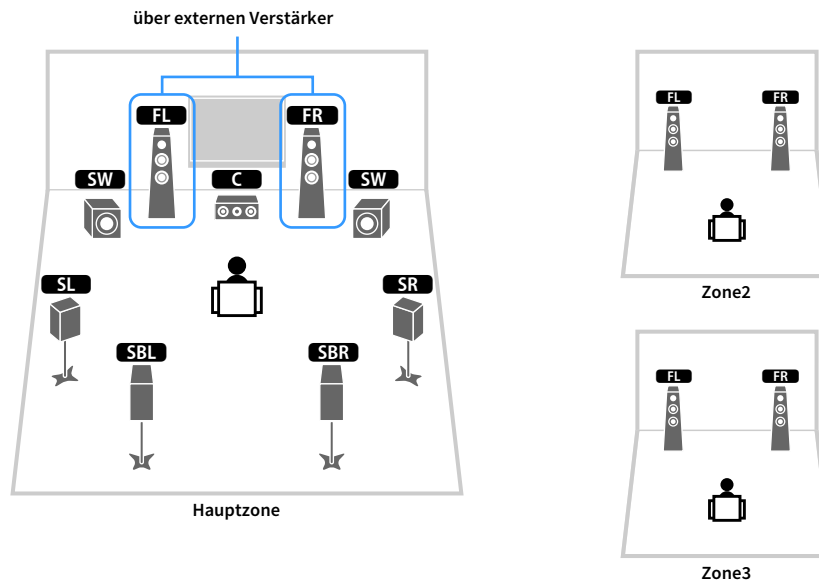 über externen Verstärker
FL FR
SW C SW
SL SR
SBL SBR
Hauptzone
FL FR
Zone2
FL FR
Zone3